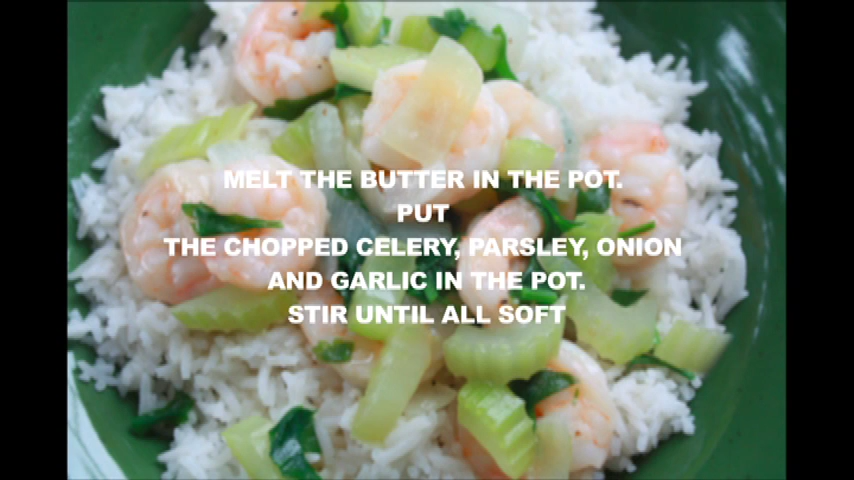 MELT THE BUTTER IN THE POT.
PUT
THE CHOPPED CELERY, PARSLEY, ONION
AND GARLIC IN THE POT.
STIR UNTIL ALL SOFT